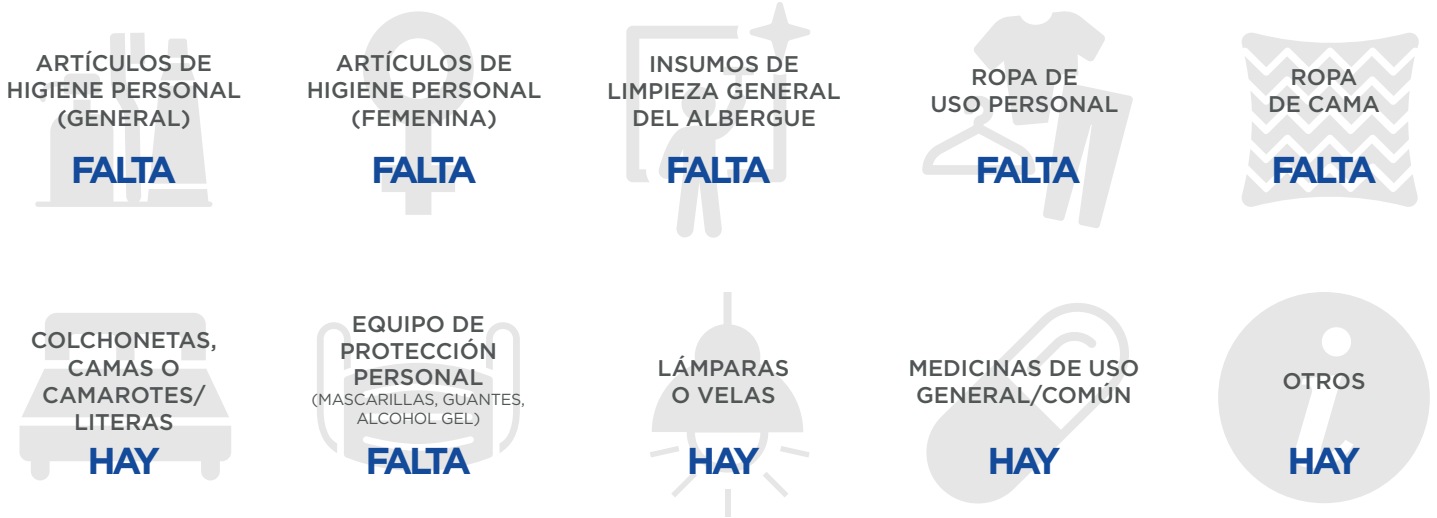 ARTÍCULOS DE
HIGIENE PERSONAL
(GENERAL)
FALTA
ARTÍCULOS DE
HIGIENE PERSONAL
(FEMENINA)
FALTA
INSUMOS DE
LIMPIEZA GENERAL
DEL ALBERGUE
FALTA
ROPA DE
USO PERSONAL
FALTA
ROPA
DE CAMA
FALTA
COLCHONETAS,
CAMAS O
CAMAROTES/
LITERAS
HAY
EQUIPO DE
PROTECCIÓN
PERSONAL
(MASCARILLAS, GUANTES,
ALCOHOL GEL)
FALTA
LÁMPARAS
O VELAS
HAY
MEDICINAS DE USO
GENERAL/COMÚN
HAY
OTROS
HAY